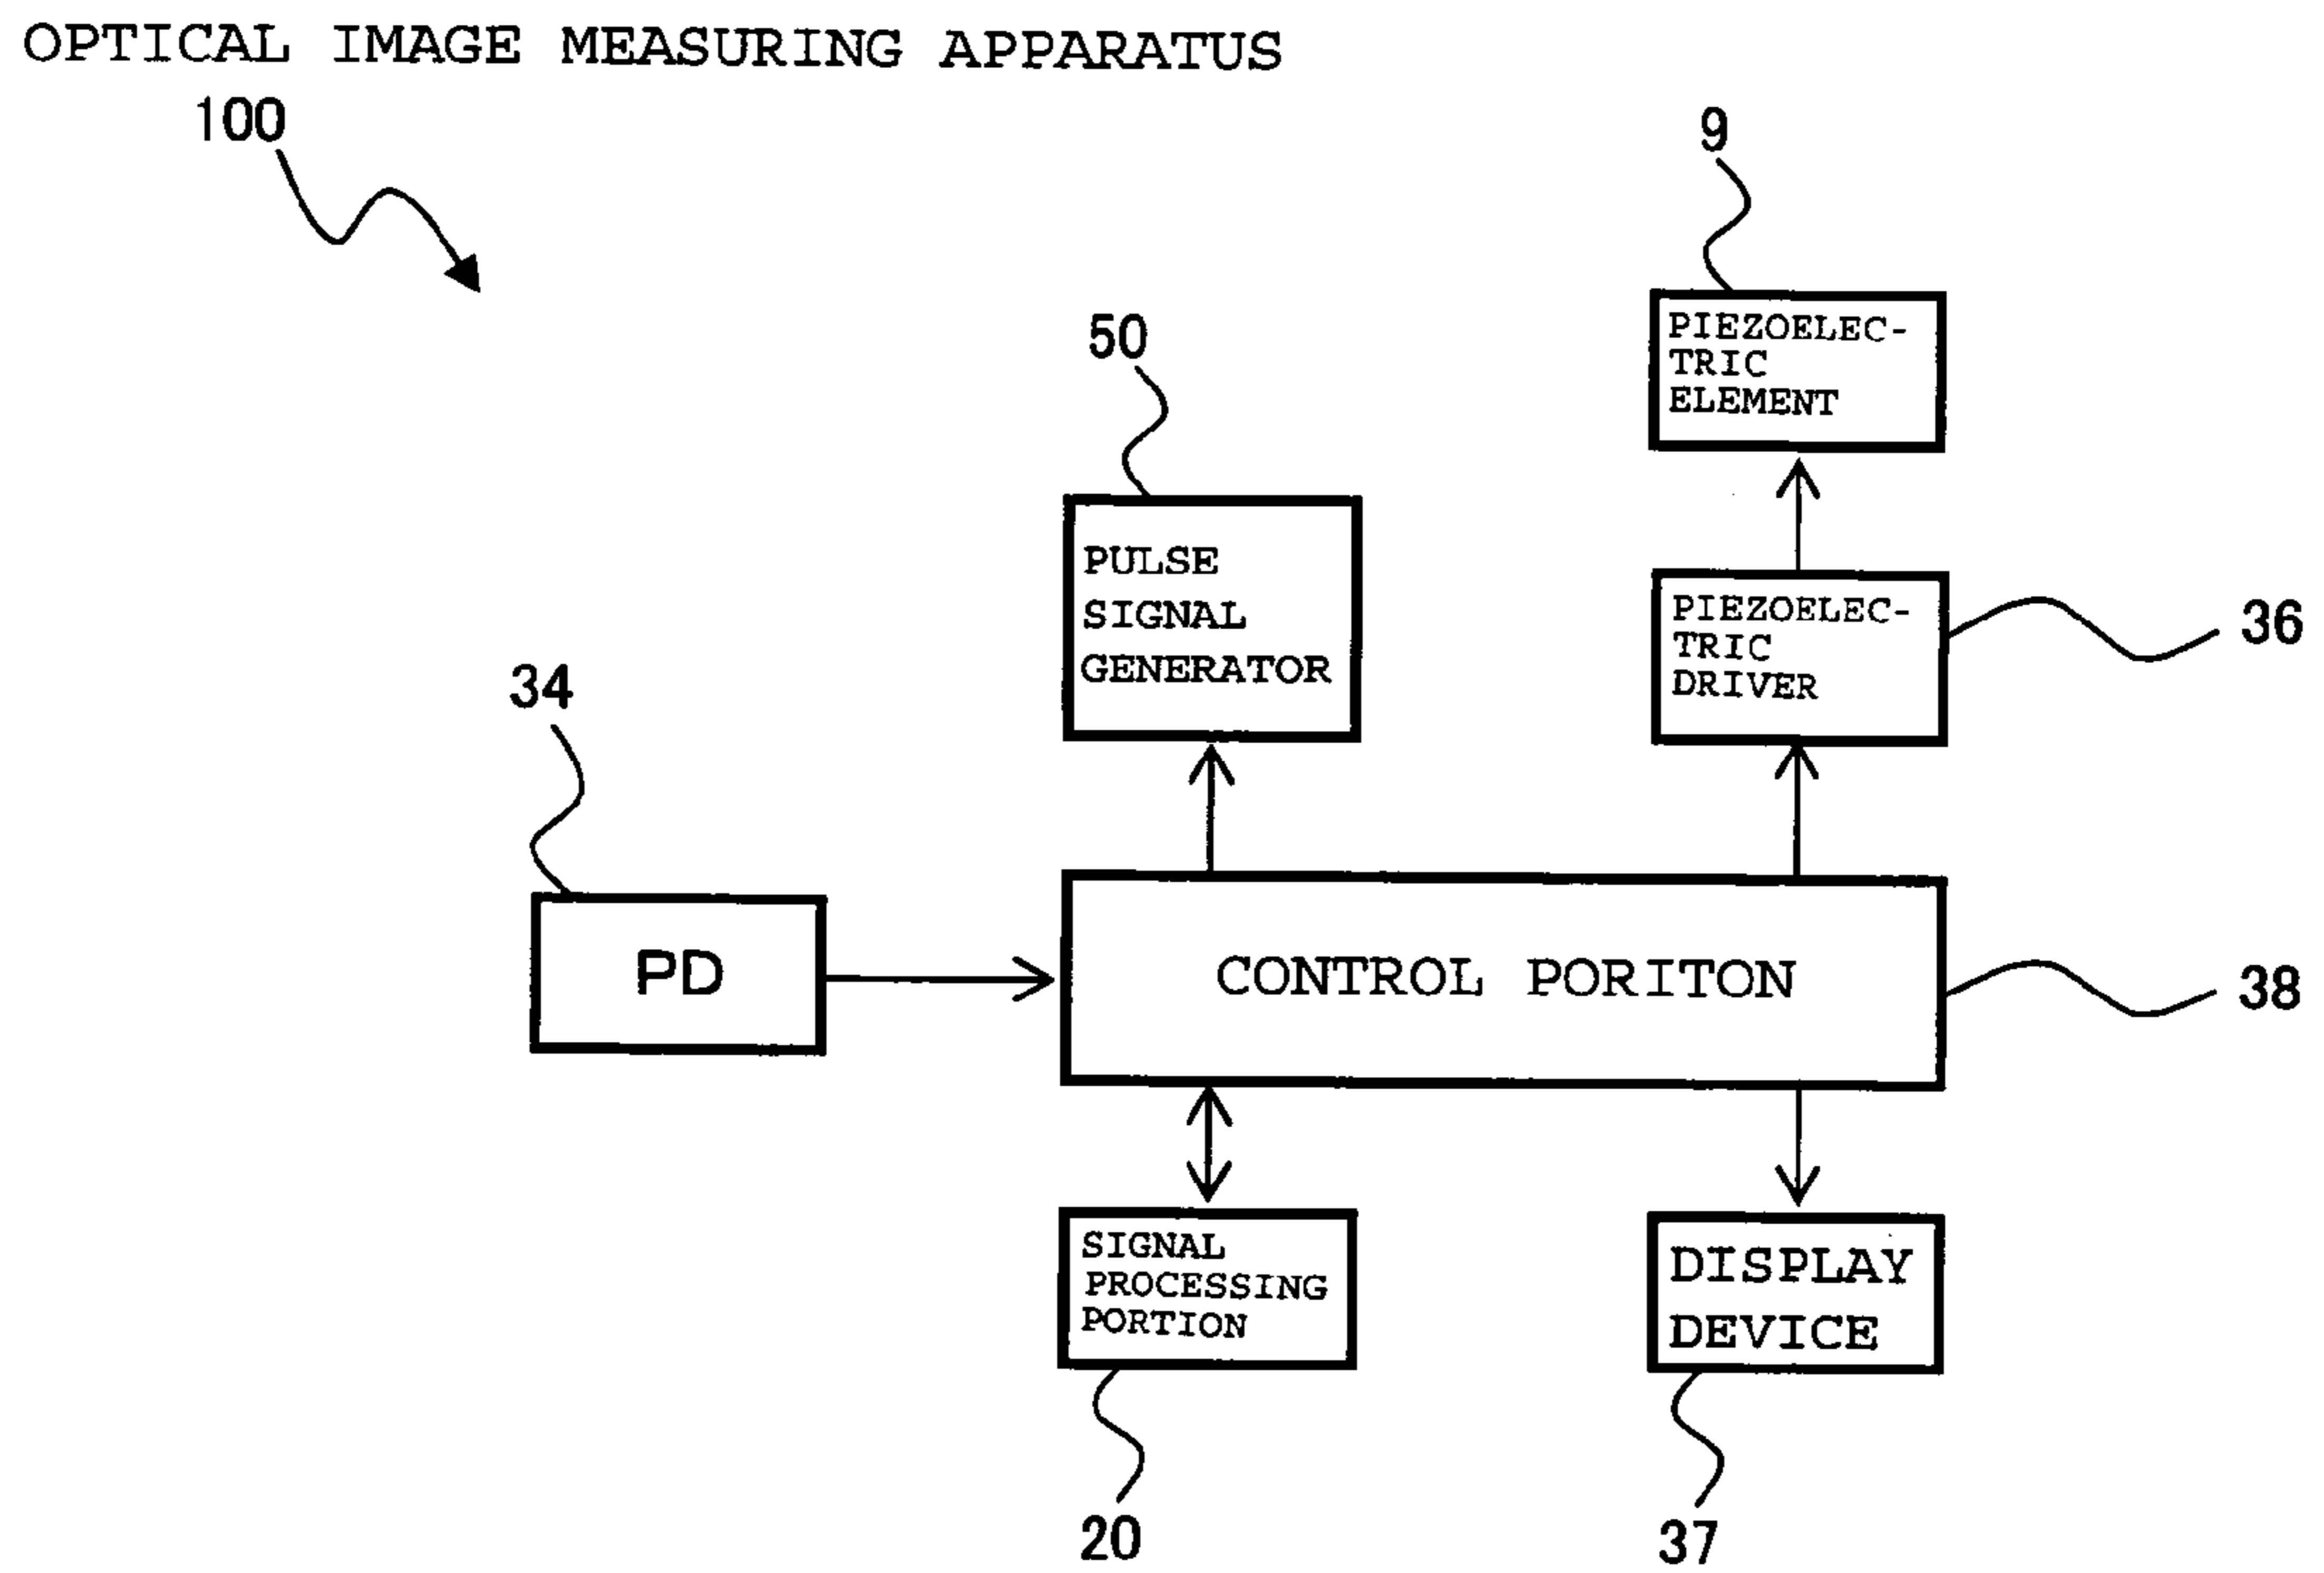 OPTICAL IMAGE MEASURING APPARATUS
100
9
PIEZOELEC-
TRIC
ELEMENT
50
PULSE
SIGNAL
GENERATOR
PIEZOELEC-
TRIC
DRIVER
36
34
PD
CONTROL PORITON
38
SIGNAL
PROCESSING
PORTION
DISPLAY
DEVICE
20
37